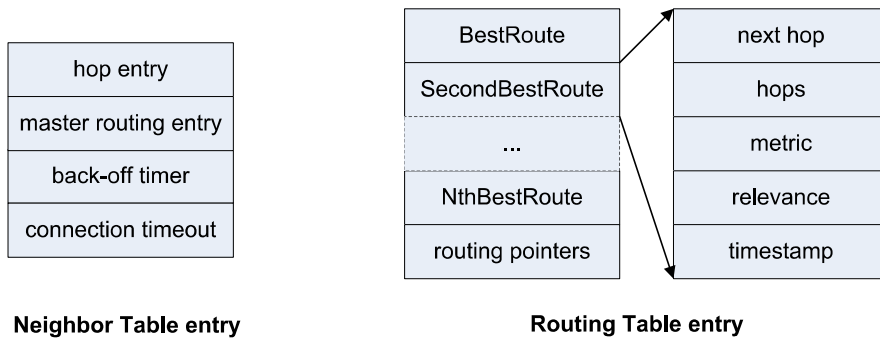 hop entry
master routing entry
back-off timer
connection timeout
Neighbor Table entry
BestRoute
SecondBestRoute
...
NthBestRoute
routing pointers
next hop
hops
metric
relevance
timestamp
Routing Table entry